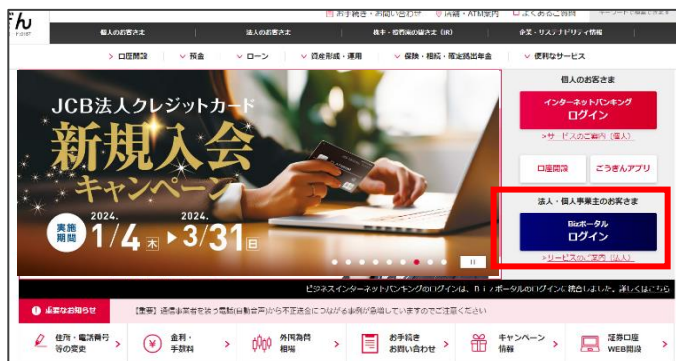 ぎん
お手続き・お問い合わせ 店舗・ATM案内 よくあるご質問
個人のお客さま 法人のお客さま 株主・投資家の皆さま (IR) 企業・サステナビリティ情報
> 口座開設 預金 ローン 資産形成・運用 保険・相続・確定拠出年金 便利なサービス
JCB法人クレジットカード
新規入会
キャンペーン
実施期間 2024. 1/4 木 ▶ 2024. 3/31 日
個人のお客さま
インターネットバンキング
ログイン
>サービスのご案内 (個人)
口座開設 ごうぎんアプリ
法人・個人事業主のお客さま
Bizポータル
ログイン
>サービスのご案内 (法人)
ビジネスインターネットバンキングのログインは、Bizポータルのログインに統合しました。詳しくはこちら
重要なお知らせ 【重要】通信事業者を装う電話(自動音声)から不正送金につながる事例が急増していますのでご注意ください
住所・電話番号
等の変更
金利・
手数料
外国為替
相場
お手続き
お問い合わせ
キャンペーン
情報
証券口座
WEB開設